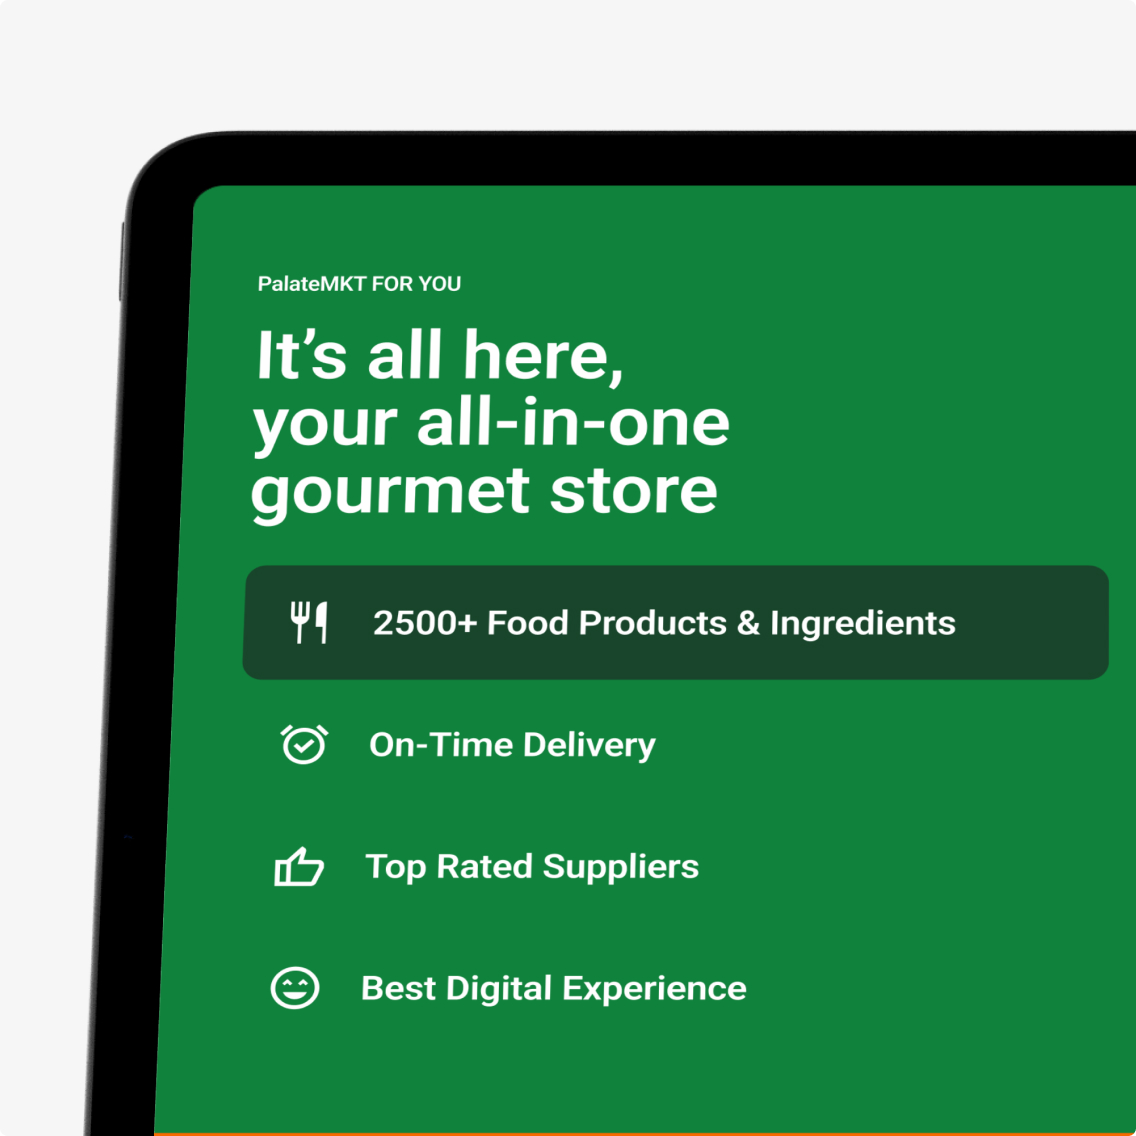 PalateMKT FOR YOU
It’s all here,
your all-in-one
gourmet store
2500+ Food Products & Ingredients
On-Time Delivery
Top Rated Suppliers
Best Digital Experience